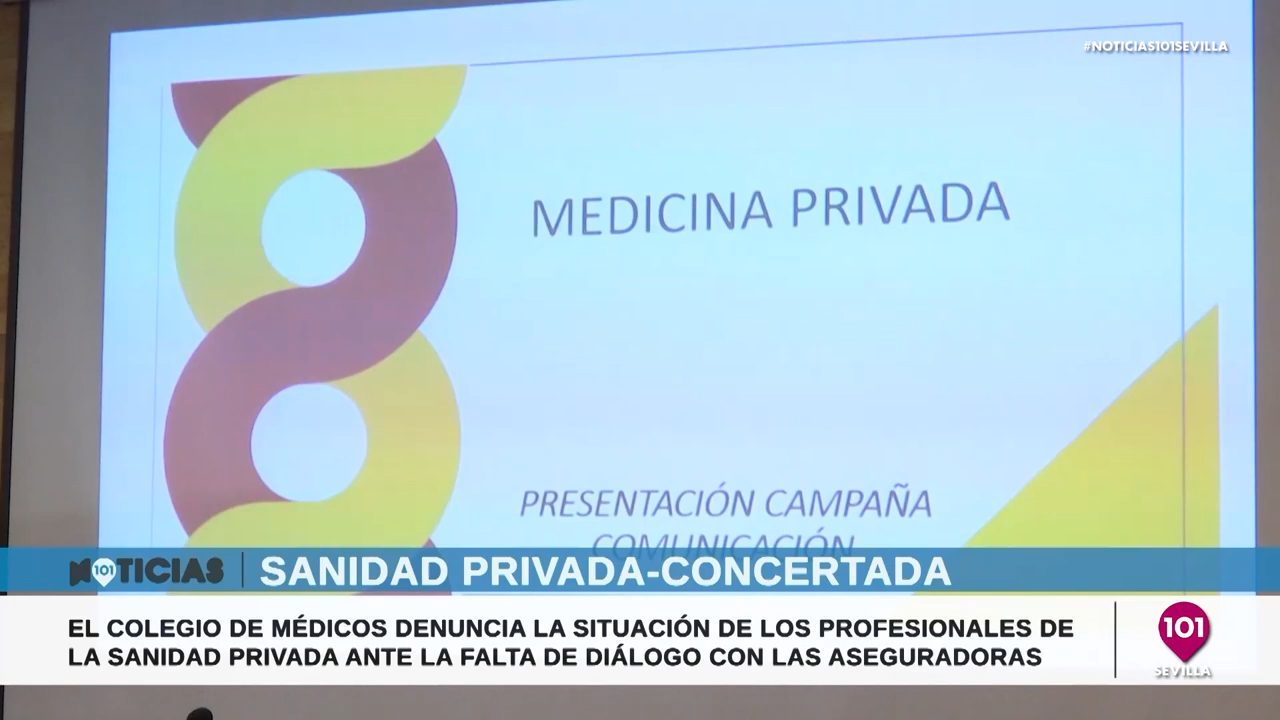 #NOTICIAS101SEVILLA
MEDICINA PRIVADA
PRESENTACIÓN CAMPAÑA
COMUNICACIÓN
NOTICIAS 101
SANIDAD PRIVADA-CONCERTADA
EL COLEGIO DE MÉDICOS DENUNCIA LA SITUACIÓN DE LOS PROFESIONALES DE
LA SANIDAD PRIVADA ANTE LA FALTA DE DIÁLOGO CON LAS ASEGURADORAS
101
SEVILLA